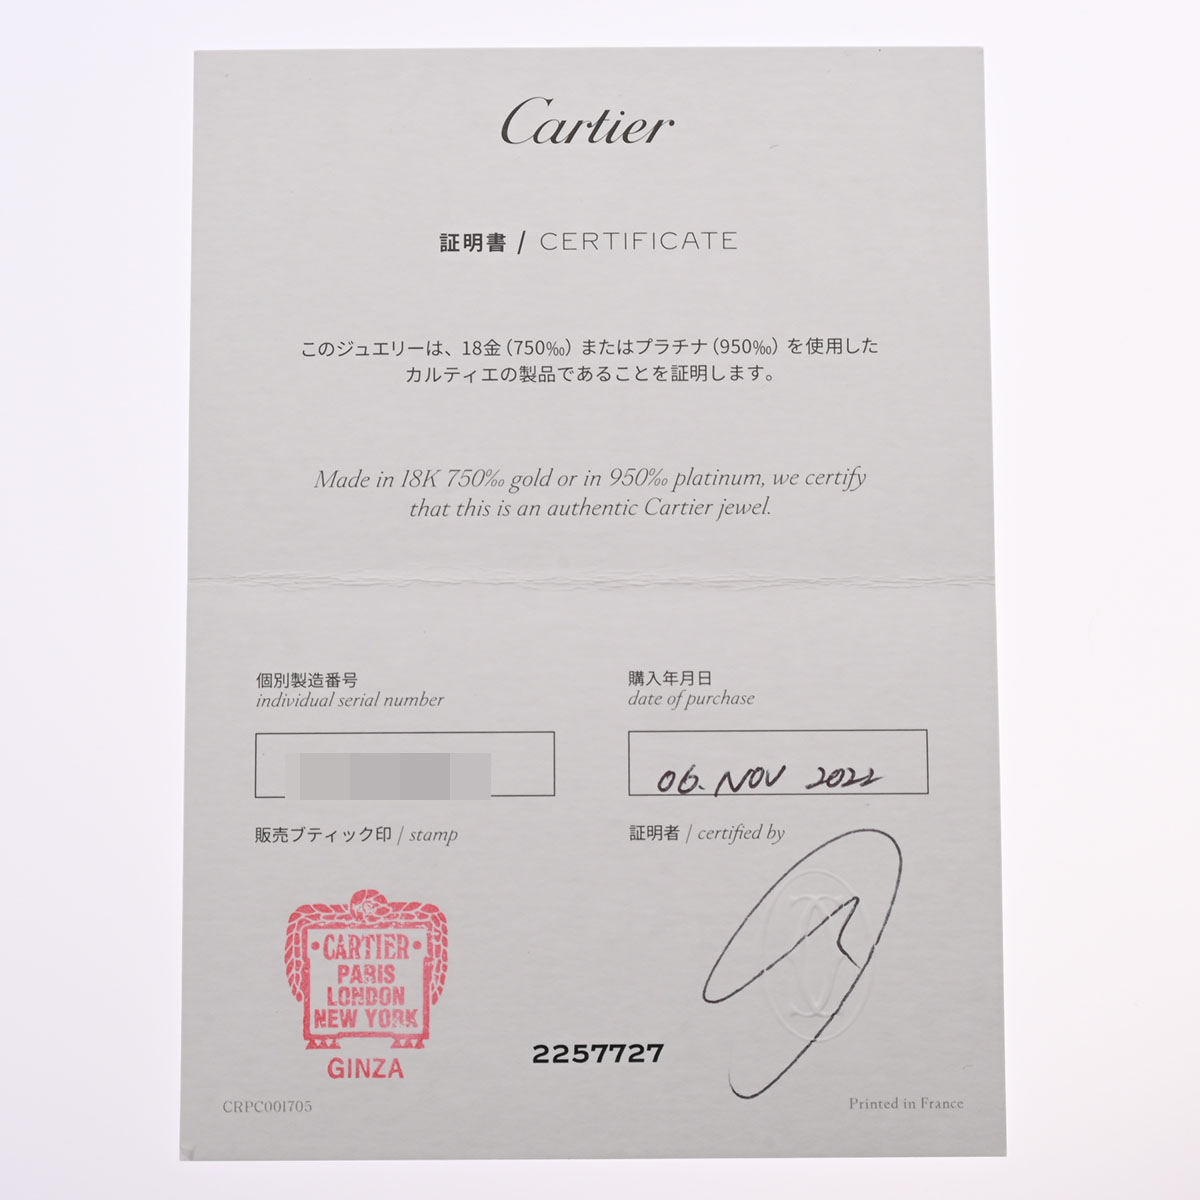 Cartier
証明書 / CERTIFICATE
このジュエリーは、18金（750‰）またはプラチナ（950‰）を使用した
カルティエの製品であることを証明します。
Made in 18K 750‰ gold or in 950‰ platinum, we certify
that this is an authentic Cartier jewel.
個別製造番号
individual serial number
購入年月日
date of purchase
06. NOV 2022
販売ブティック印 / stamp
証明者 / certified by
CARTIER
PARIS
LONDON
NEW YORK
GINZA
2257727
CRPC001705
Printed in France